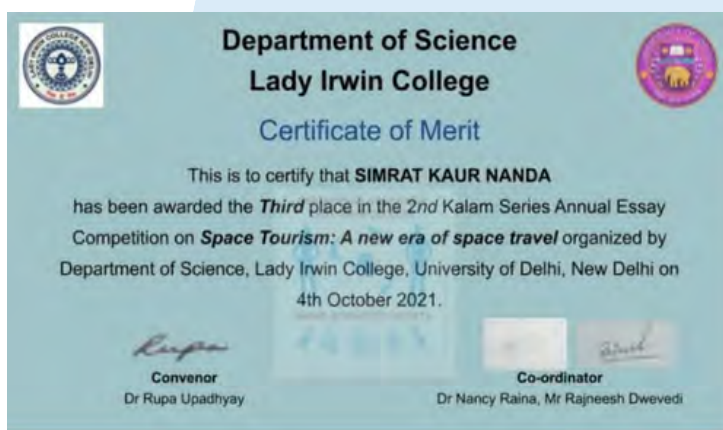 Department of Science
Lady Irwin College
Certificate of Merit
This is to certify that SIMRAT KAUR NANDA
has been awarded the Third place in the 2nd Kalam Series Annual Essay
Competition on Space Tourism: A new era of space travel organized by
Department of Science, Lady Irwin College, University of Delhi, New Delhi on
4th October 2021.
Rupa
Convenor
Co-ordinator
Dr Rupa Upadhyay
Dr Nancy Raina, Mr Rajneesh Dwevedi